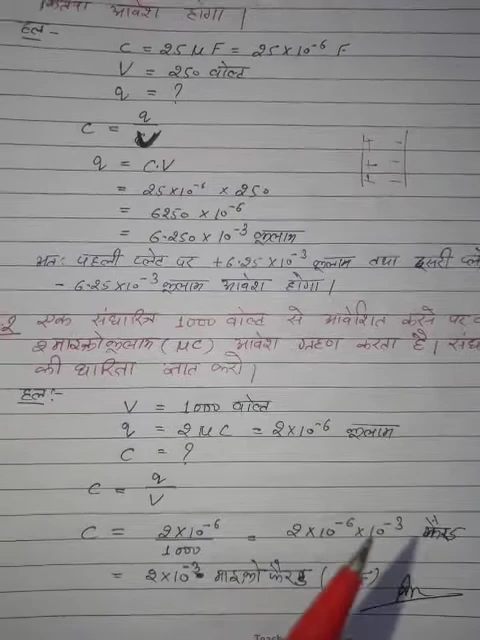 कितना आवेश होगा।
हल-
C = 25 μF = 25×10⁻⁶ F
V = 250 वोल्ट
q = ?
C = q/V
q = C.V
= 25×10⁻⁶ × 250
= 6250 × 10⁻⁶
= 6.250 × 10⁻³ कूलाम
अतः पहली प्लेट पर +6.25×10⁻³ कूलाम तथा दूसरी प्ले
- 6.25×10⁻³ कूलाम आवेश होगा।
2 एक संधारित्र 1000 वोल्ट से आवेशित करने पर
2 माइक्रोकूलाम (μC) आवेश ग्रहण करता है। संधा
की धारिता ज्ञात करो।
हल:-
V = 1000 वोल्ट
q = 2 μC = 2×10⁻⁶ कूलाम
C = ?
C = q/V
C = 2×10⁻⁶/1000 = 2×10⁻⁶×10⁻³ फैरड
= 2×10⁻³ माइक्रो फैरड (